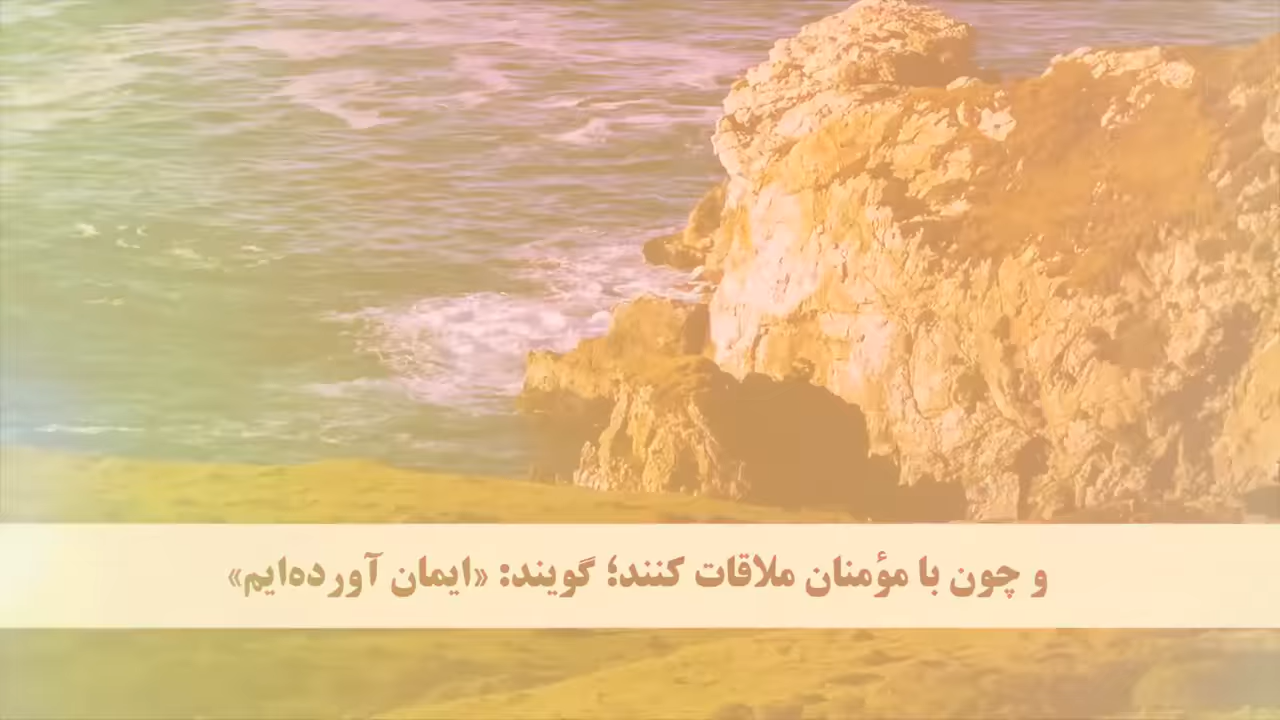 و چون با مؤمنان ملاقات کنند؛ گویند: «ایمان آورده‌ایم»